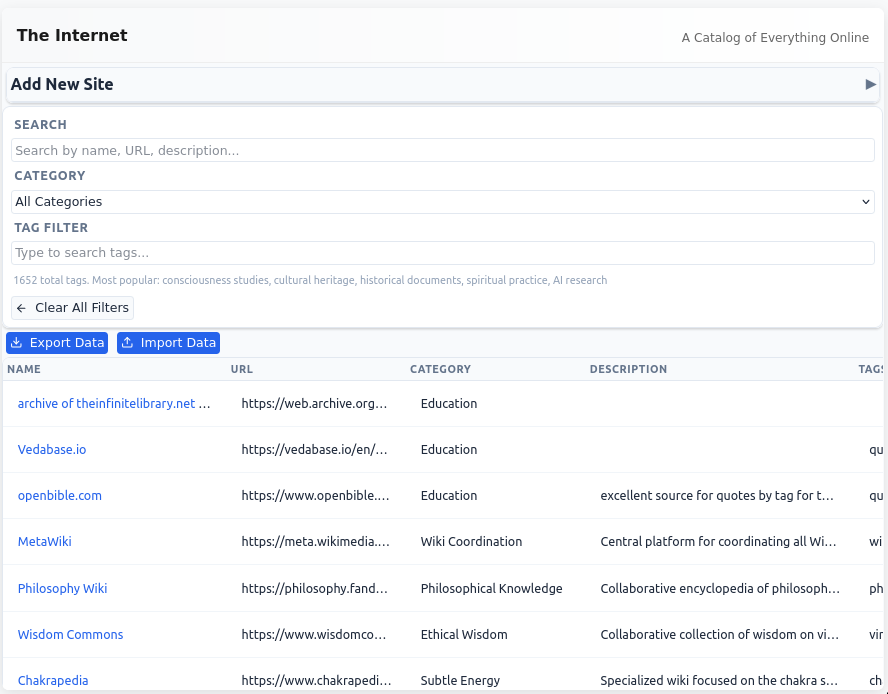 The Internet
A Catalog of Everything Online
Add New Site
SEARCH
Search by name, URL, description...
CATEGORY
All Categories
TAG FILTER
Type to search tags...
1652 total tags. Most popular: consciousness studies, cultural heritage, historical documents, spiritual practice, AI research
← Clear All Filters
Export Data Import Data
NAME URL CATEGORY DESCRIPTION TAGS
archive of theinfinitelibrary.net ... https://web.archive.org... Education
Vedabase.io https://vedabase.io/en/... Education qu
openbible.com https://www.openbible.... Education excellent source for quotes by tag for t... qu
MetaWiki https://meta.wikimedia.... Wiki Coordination Central platform for coordinating all Wi... wi
Philosophy Wiki https://philosophy.fand... Philosophical Knowledge Collaborative encyclopedia of philosoph... ph
Wisdom Commons https://www.wisdomco... Ethical Wisdom Collaborative collection of wisdom on vi... vir
Chakrapedia https://www.chakrapedi... Subtle Energy Specialized wiki focused on the chakra s... ch